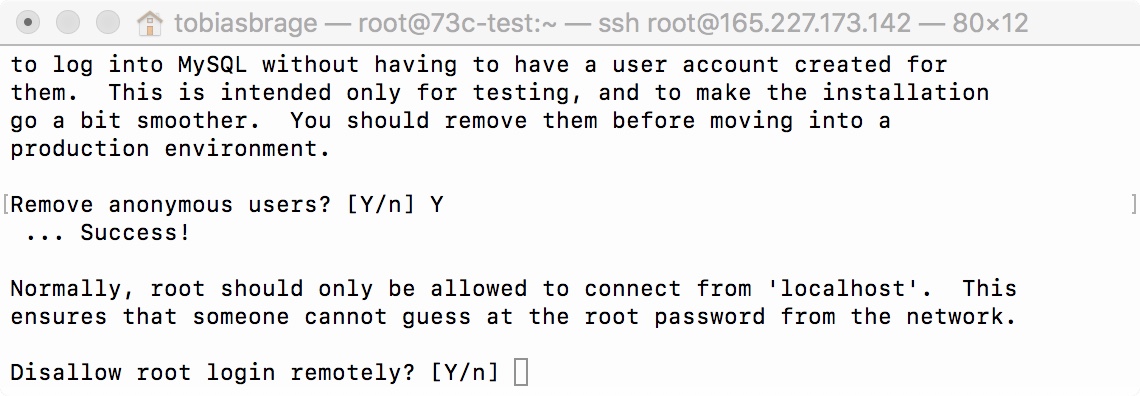 tobiasbrage — root@73c-test:~ — ssh root@165.227.173.142 — 80×12
to log into MySQL without having to have a user account created for
them.  This is intended only for testing, and to make the installation
go a bit smoother.  You should remove them before moving into a
production environment.
[Remove anonymous users? [Y/n] Y ]
 ... Success!
Normally, root should only be allowed to connect from 'localhost'.  This
ensures that someone cannot guess at the root password from the network.
Disallow root login remotely? [Y/n]